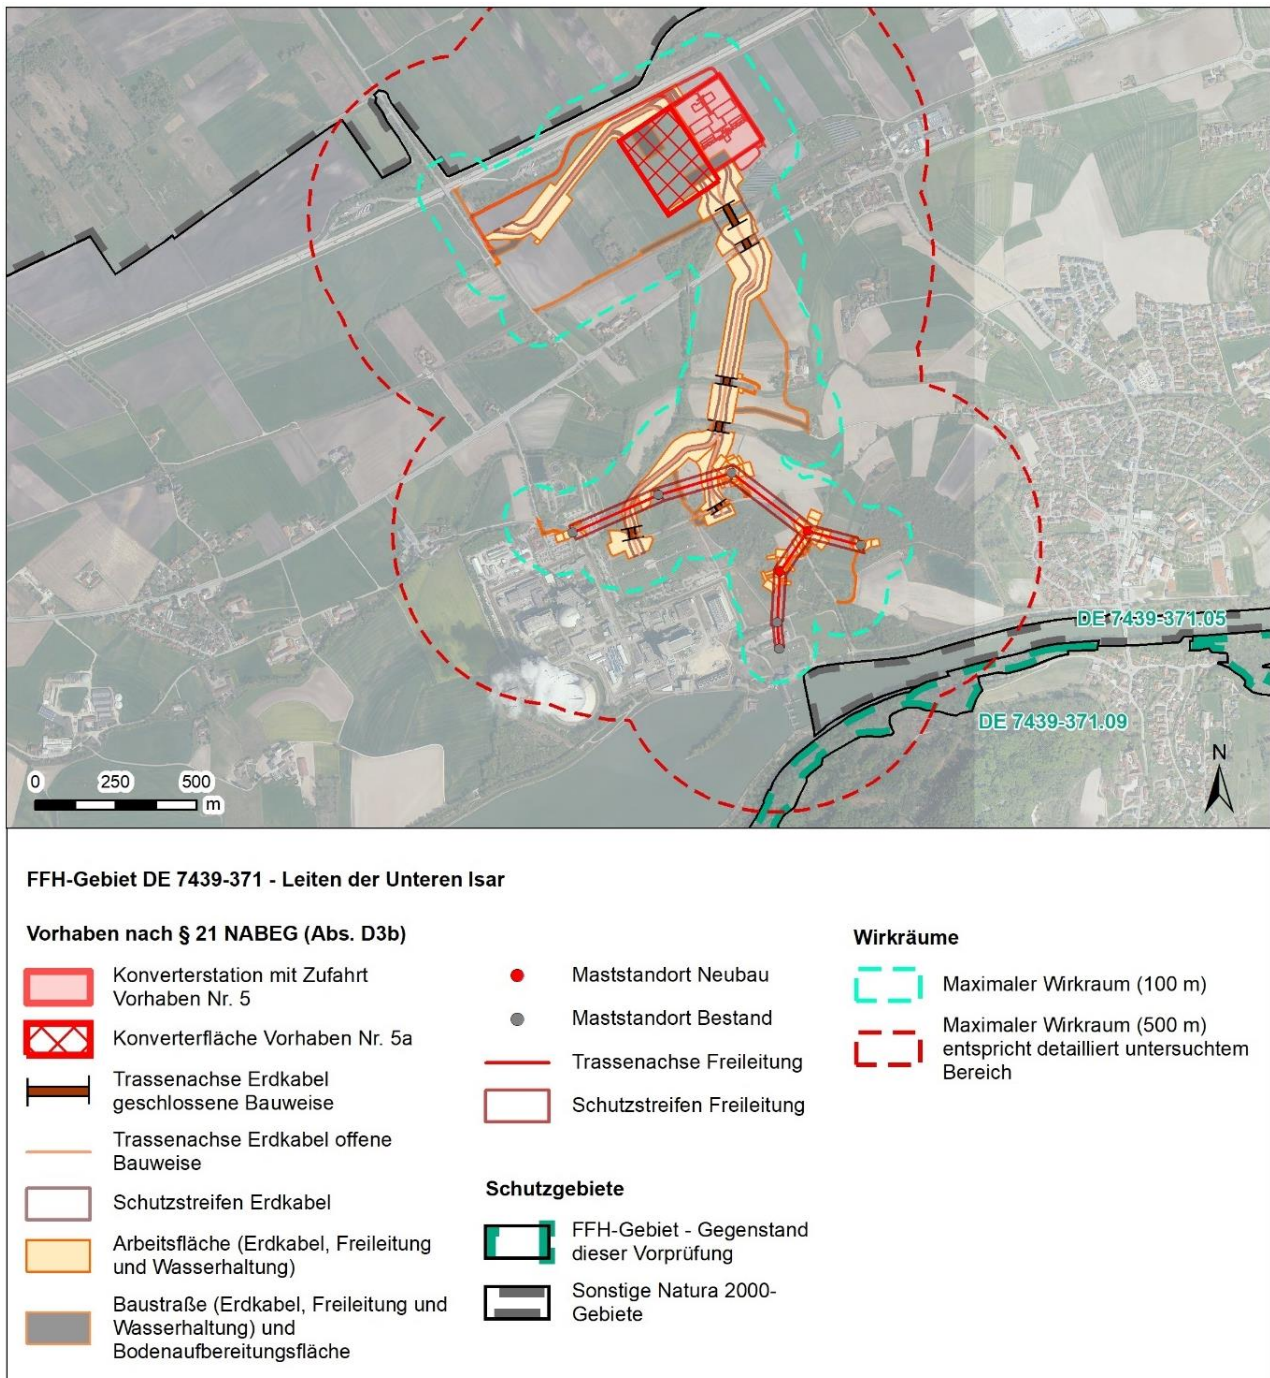 DE 7439-371.05
DE 7439-371.09
N
0 250 500
m
FFH-Gebiet DE 7439-371 - Leiten der Unteren Isar
Vorhaben nach § 21 NABEG (Abs. D3b)
Konverterstation mit Zufahrt
Vorhaben Nr. 5
Konverterfläche Vorhaben Nr. 5a
Trassenachse Erdkabel
geschlossene Bauweise
Trassenachse Erdkabel offene
Bauweise
Schutzstreifen Erdkabel
Arbeitsfläche (Erdkabel, Freileitung
und Wasserhaltung)
Baustraße (Erdkabel, Freileitung und
Wasserhaltung) und
Bodenaufbereitungsfläche
Maststandort Neubau
Maststandort Bestand
Trassenachse Freileitung
Schutzstreifen Freileitung
Schutzgebiete
FFH-Gebiet - Gegenstand
dieser Vorprüfung
Sonstige Natura 2000-
Gebiete
Wirkräume
Maximaler Wirkraum (100 m)
Maximaler Wirkraum (500 m)
entspricht detailliert untersuchtem
Bereich